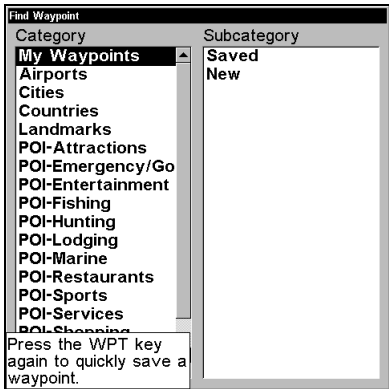 Find Waypoint
Category
My Waypoints
Airports
Cities
Countries
Landmarks
POI-Attractions
POI-Emergency/Go
POI-Entertainment
POI-Fishing
POI-Hunting
POI-Lodging
POI-Marine
POI-Restaurants
POI-Sports
POI-Services
POI-Shopping
Press the WPT key
again to quickly save a
waypoint.
Subcategory
Saved
New